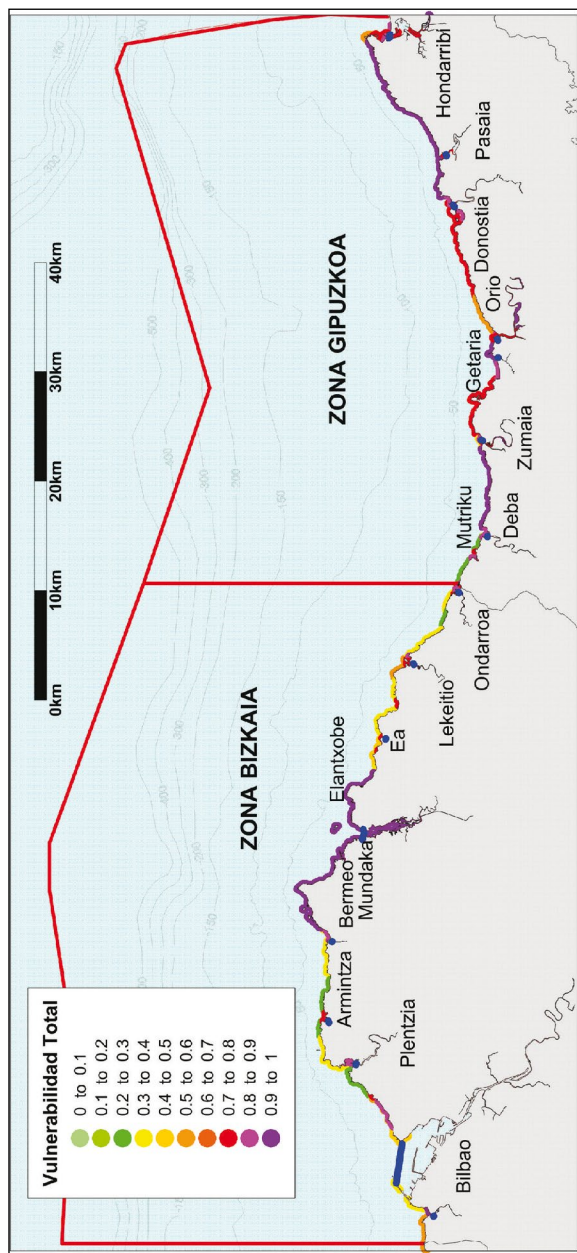 Vulnerabilidad Total
0 to 0.1
0.1 to 0.2
0.2 to 0.3
0.3 to 0.4
0.4 to 0.5
0.5 to 0.6
0.6 to 0.7
0.7 to 0.8
0.8 to 0.9
0.9 to 1
0km 10km 20km 30km 40km
ZONA BIZKAIA
ZONA GIPUZKOA
Bilbao
Plentzia
Armintza
Bermeo
Mundaka
Elantxobe
Ea
Lekeitio
Ondarroa
Mutriku
Deba
Zumaia
Getaria
Orio
Donostia
Pasaia
Hondarribi